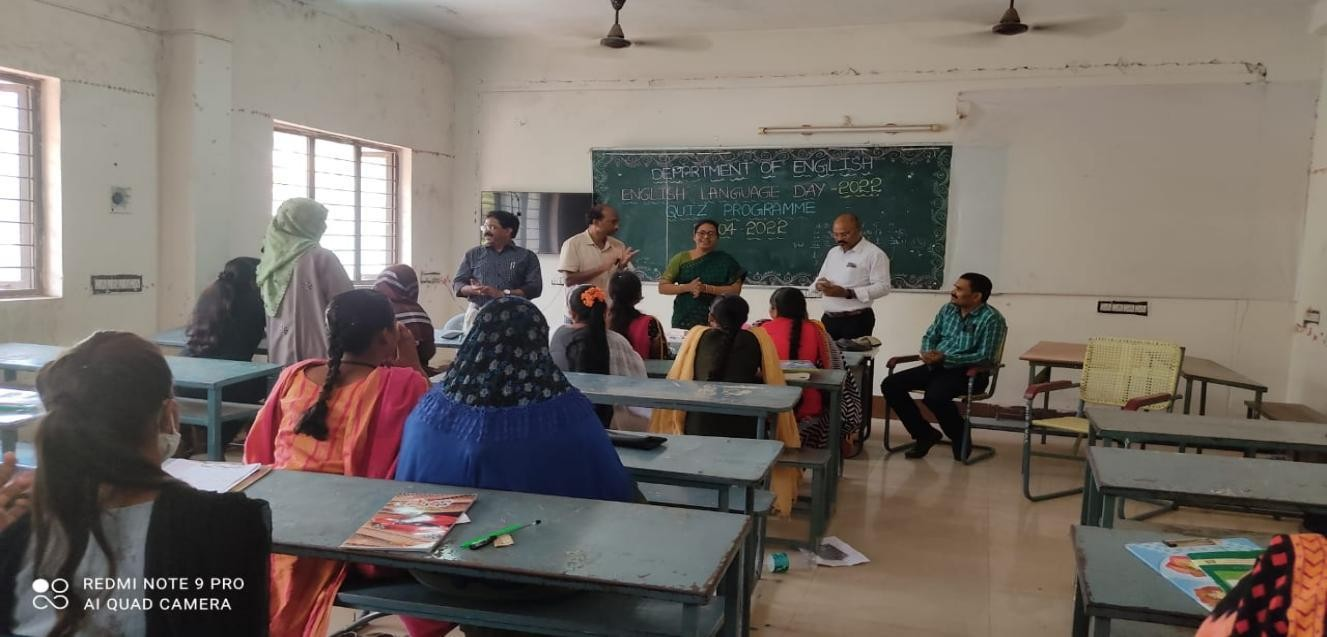 DEPARTMENT OF ENGLISH
ENGLISH LANGUAGE DAY-2022
QUIZ PROGRAMME
04-2022
REDMI NOTE 9 PRO
AI QUAD CAMERA